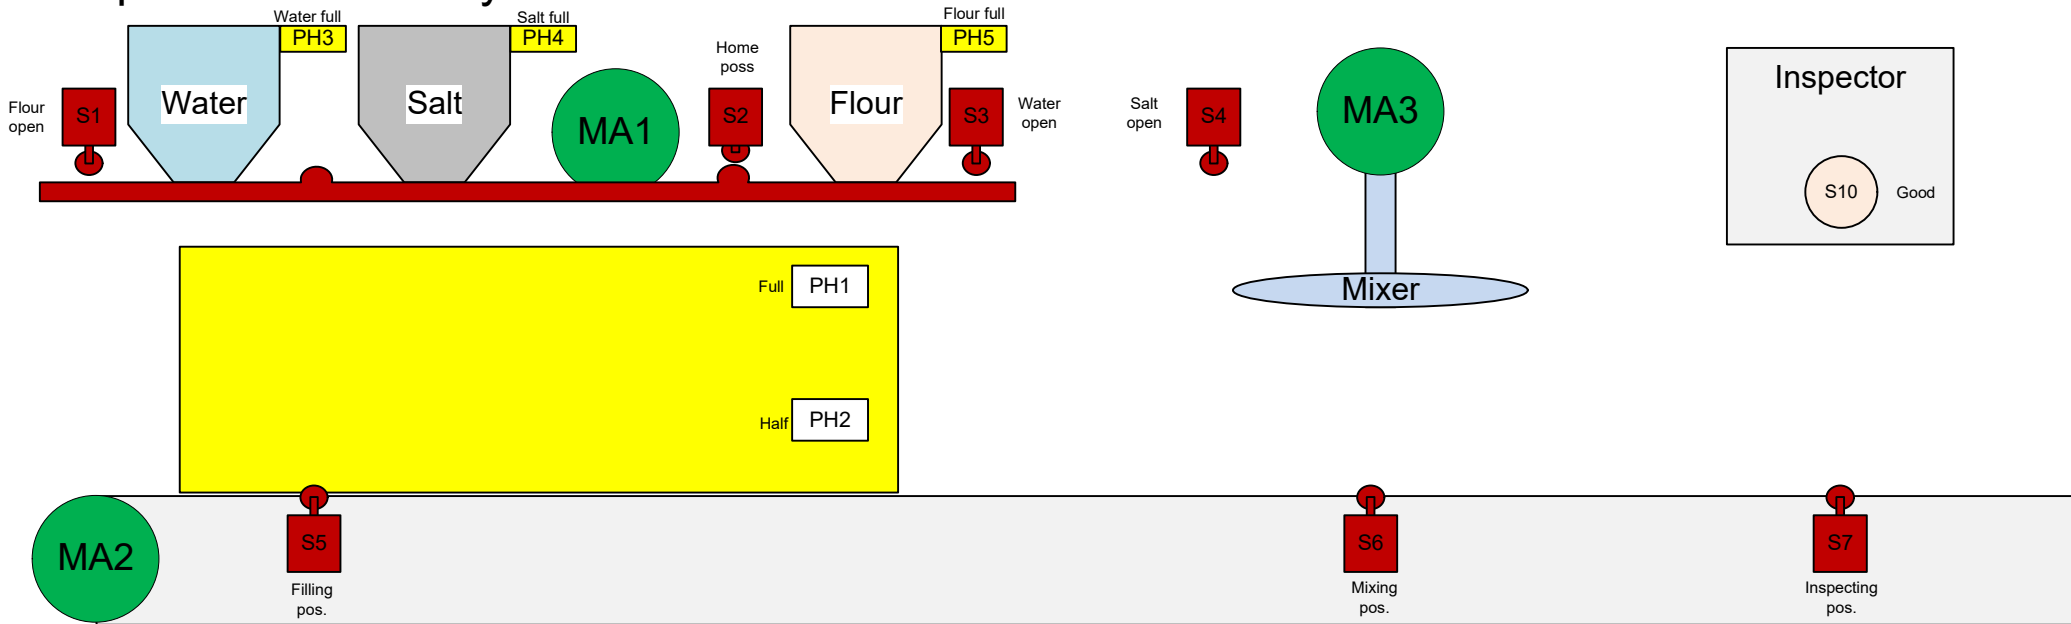 Water full
Salt full
Flour full
PH3
PH4
PH5
Home
poss
Flour
open
S1
Water
Salt
MA1
S2
Flour
S3
Water
open
Salt
open
S4
MA3
Inspector
S10
Good
Mixer
Full
PH1
Half
PH2
MA2
S5
Filling
pos.
S6
Mixing
pos.
S7
Inspecting
pos.